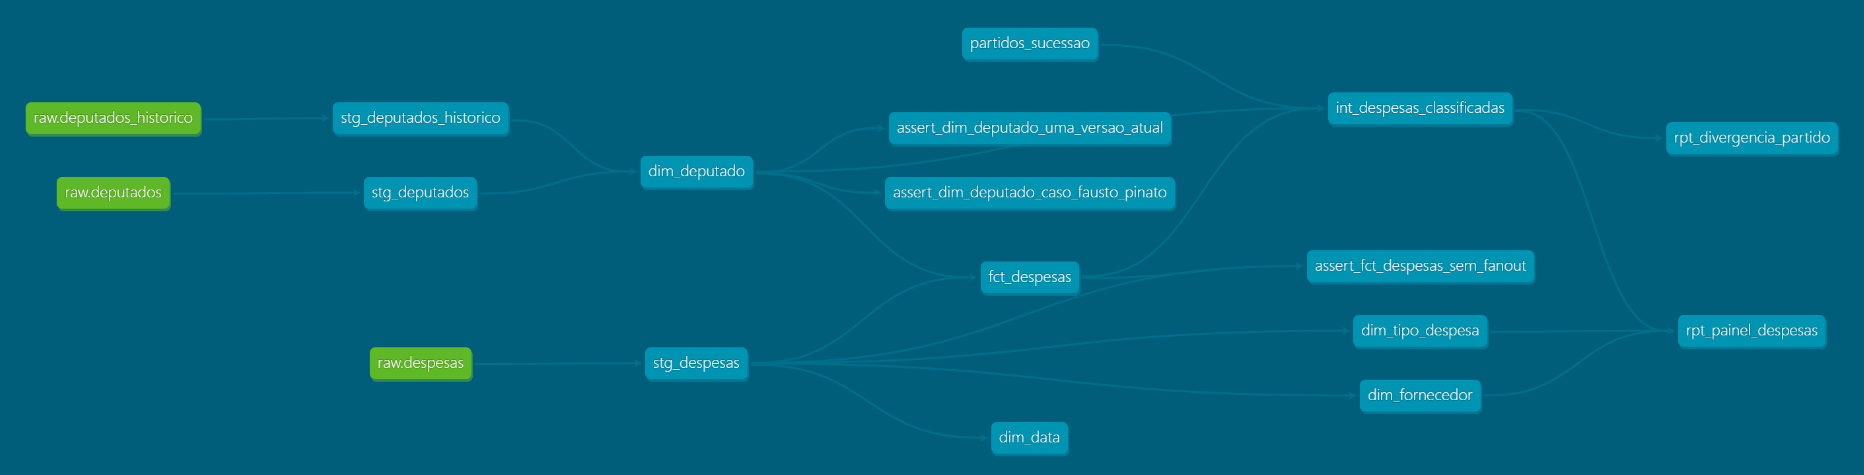 partidos_sucessao
raw.deputados_historico
stg_deputados_historico
assert_dim_deputado_uma_versao_atual
int_despesas_classificadas
rpt_divergencia_partido
dim_deputado
raw.deputados
stg_deputados
assert_dim_deputado_caso_fausto_pinato
fct_despesas
assert_fct_despesas_sem_fanout
dim_tipo_despesa
rpt_painel_despesas
raw.despesas
stg_despesas
dim_fornecedor
dim_data